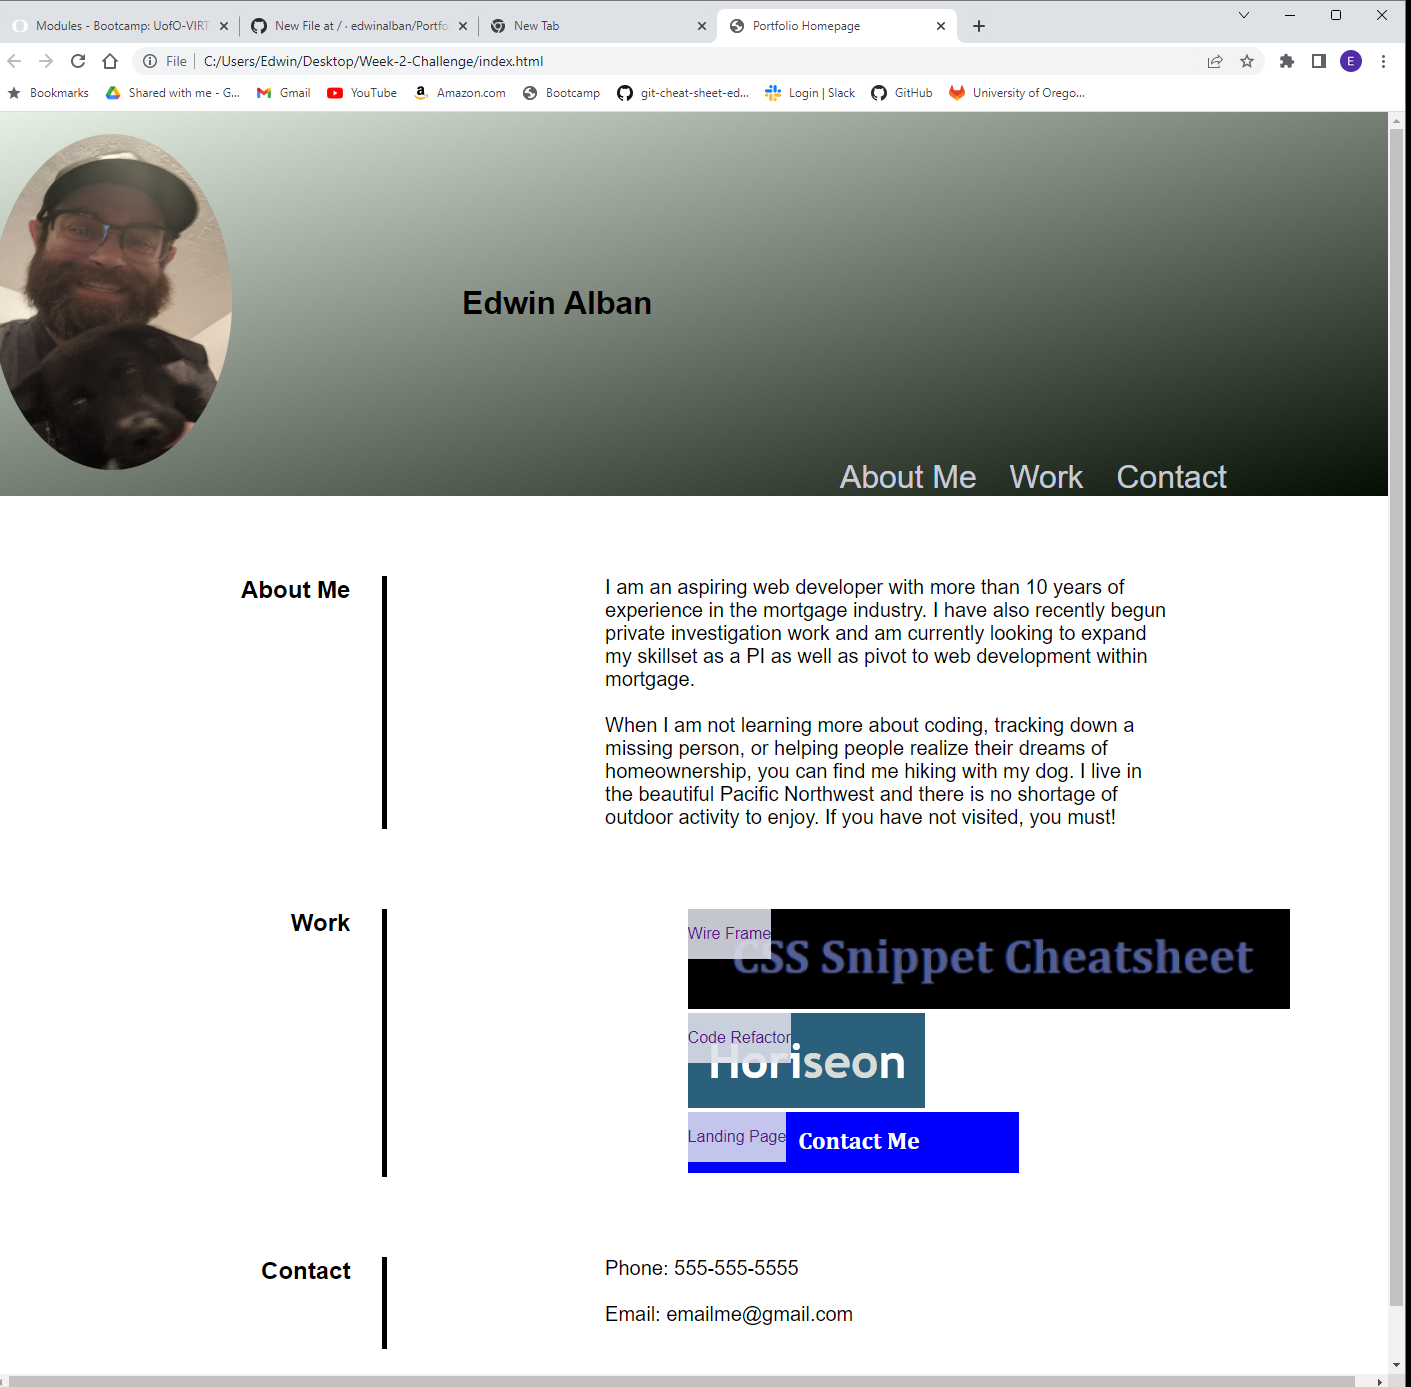 Modules - Bootcamp: UofO-VIRT
New File at / · edwinalban/Portfo
New Tab
Portfolio Homepage
File
C:/Users/Edwin/Desktop/Week-2-Challenge/index.html
E
Bookmarks
Shared with me - G...
Gmail
YouTube
Amazon.com
Bootcamp
git-cheat-sheet-ed...
Login | Slack
GitHub
University of Orego...
Edwin Alban
About Me Work Contact
About Me
I am an aspiring web developer with more than 10 years of
experience in the mortgage industry. I have also recently begun
private investigation work and am currently looking to expand
my skillset as a PI as well as pivot to web development within
mortgage.
When I am not learning more about coding, tracking down a
missing person, or helping people realize their dreams of
homeownership, you can find me hiking with my dog. I live in
the beautiful Pacific Northwest and there is no shortage of
outdoor activity to enjoy. If you have not visited, you must!
Work
Wire Frame
CSS Snippet Cheatsheet
Code Refactor
Horiseon
Landing Page
Contact Me
Contact
Phone: 555-555-5555
Email: emailme@gmail.com